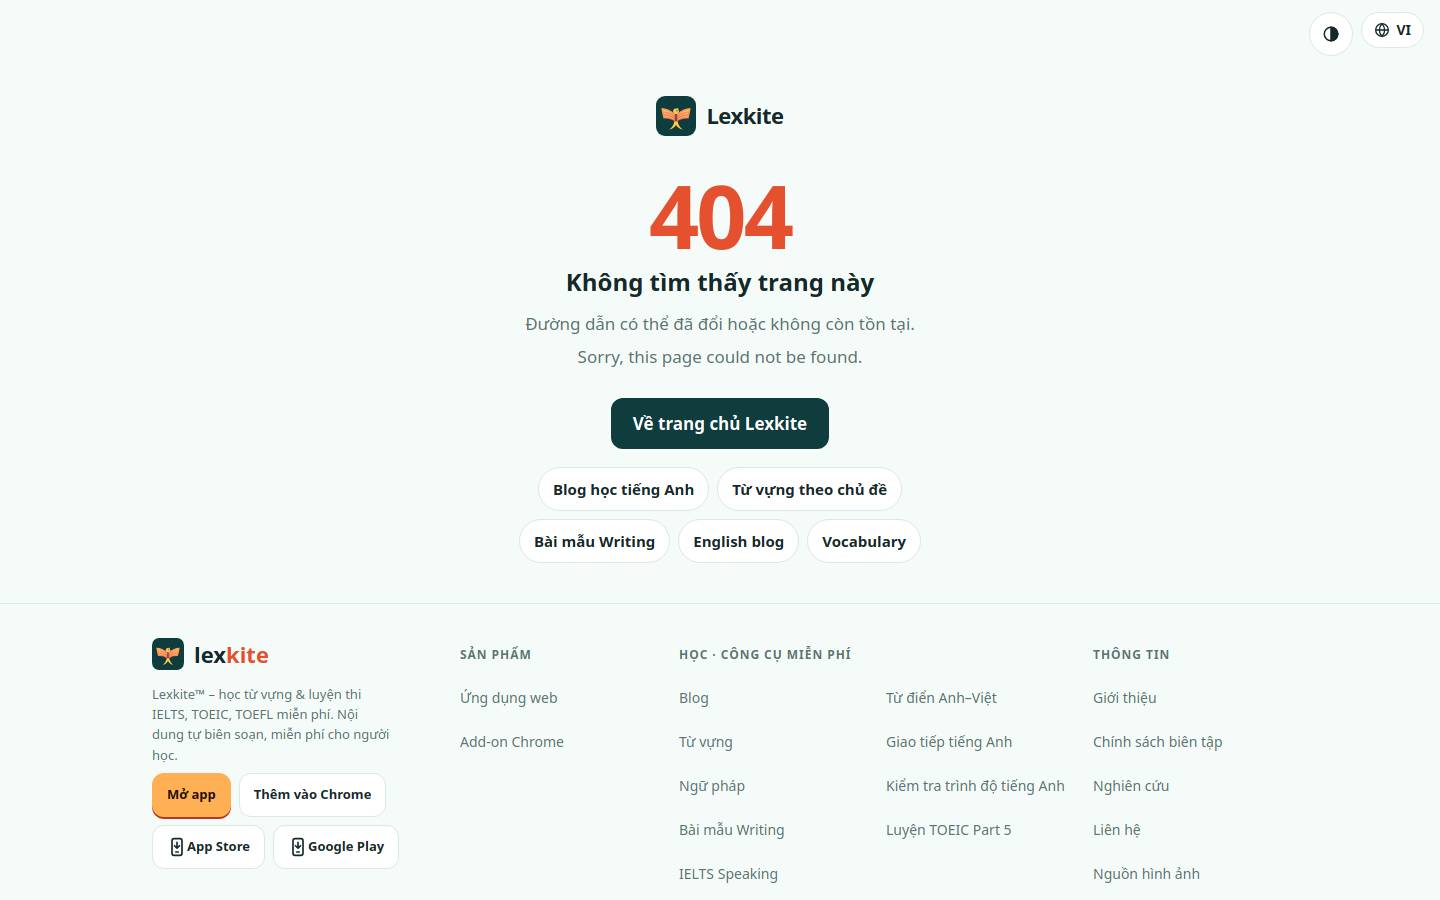 VI
Lexkite
404
Không tìm thấy trang này
Đường dẫn có thể đã đổi hoặc không còn tồn tại.
Sorry, this page could not be found.
Về trang chủ Lexkite
Blog học tiếng Anh
Từ vựng theo chủ đề
Bài mẫu Writing
English blog
Vocabulary
lexkite
Lexkite™ – học từ vựng & luyện thi
IELTS, TOEIC, TOEFL miễn phí. Nội
dung tự biên soạn, miễn phí cho người
học.
Mở app
Thêm vào Chrome
App Store
Google Play
SẢN PHẨM
Ứng dụng web
Add-on Chrome
HỌC · CÔNG CỤ MIỄN PHÍ
Blog
Từ vựng
Ngữ pháp
Bài mẫu Writing
IELTS Speaking
Từ điển Anh–Việt
Giao tiếp tiếng Anh
Kiểm tra trình độ tiếng Anh
Luyện TOEIC Part 5
THÔNG TIN
Giới thiệu
Chính sách biên tập
Nghiên cứu
Liên hệ
Nguồn hình ảnh